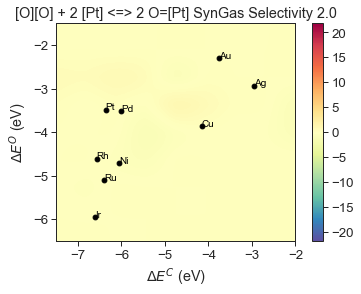 [O][O] + 2 [Pt] <=> 2 O=[Pt] SynGas Selectivity 2.0
−2
−3
−4
−5
−6
ΔE^O (eV)
Au
Ag
Pt
Pd
Cu
Rh
Ni
Ru
Ir
−7
−6
−5
−4
−3
−2
ΔE^C (eV)
20
15
10
5
0
−5
−10
−15
−20